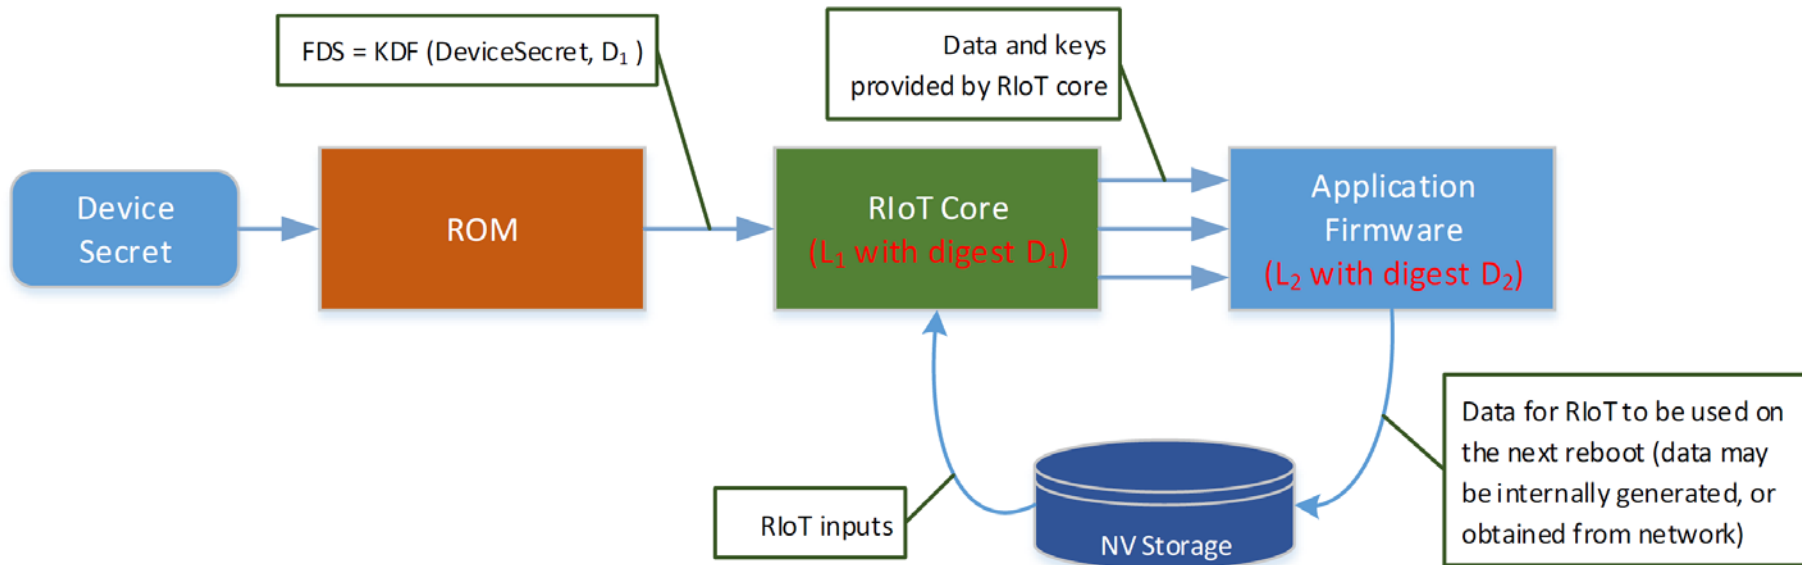 FDS = KDF (DeviceSecret, D₁ )
Data and keys
provided by RIoT core
Device
Secret
ROM
RIoT Core
(L₁ with digest D₁)
Application
Firmware
(L₂ with digest D₂)
RIoT inputs
NV Storage
Data for RIoT to be used on
the next reboot (data may
be internally generated, or
obtained from network)